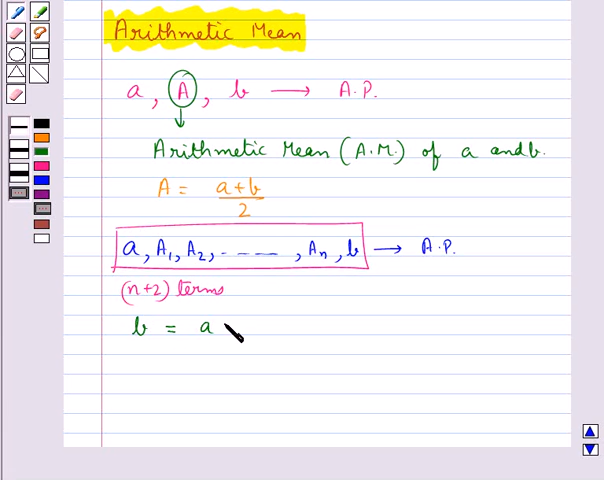 Arithmetic Mean
a, A, b → A.P.
Arithmetic Mean (A.M.) of a and b.
A = a+b/2
a, A₁, A₂, - - - - - , Aₙ, b → A.P.
(n+2) terms
b = a